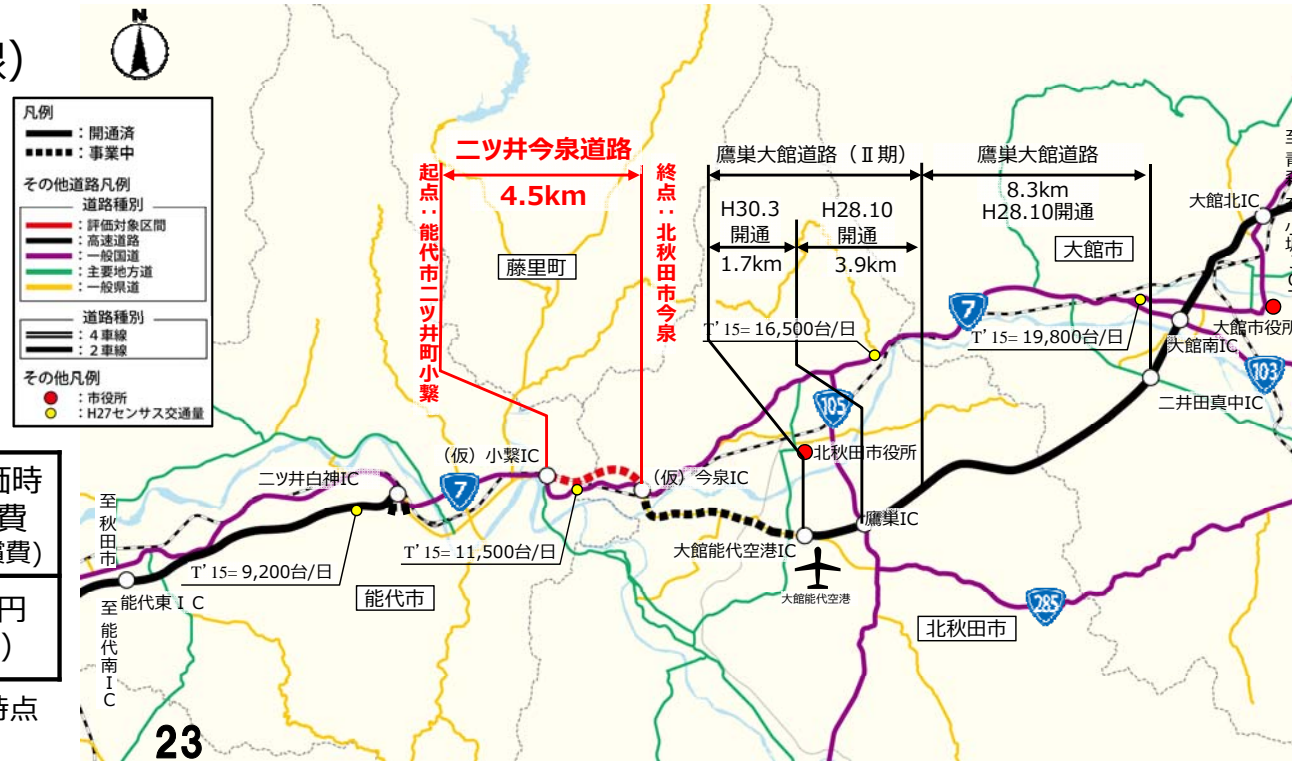 線)
N
凡例
:開通済
:事業中
その他道路凡例
道路種別
:評価対象区間
:高速道路
:一般国道
:主要地方道
:一般県道
道路種別
:4車線
:2車線
その他凡例
:市役所
:H27センサス交通量
価時
費
償費)
円
)
時点
23
二ツ井今泉道路
4.5km
起点:能代市二ツ井町小繋
終点:北秋田市今泉
鷹巣大館道路(Ⅱ期)
H30.3
開通
1.7km
H28.10
開通
3.9km
鷹巣大館道路
8.3km
H28.10開通
藤里町
大館市
大館北IC
7
T'15=16,500台/日
T'15=19,800台/日
大館市役所
大館南IC
103
二井田真中IC
105
北秋田市役所
(仮)小繋IC
(仮)今泉IC
二ツ井白神IC
7
鷹巣IC
大館能代空港IC
大館能代空港
T'15=11,500台/日
T'15=9,200台/日
至秋田市
能代東IC
至能代南IC
能代市
北秋田市
285